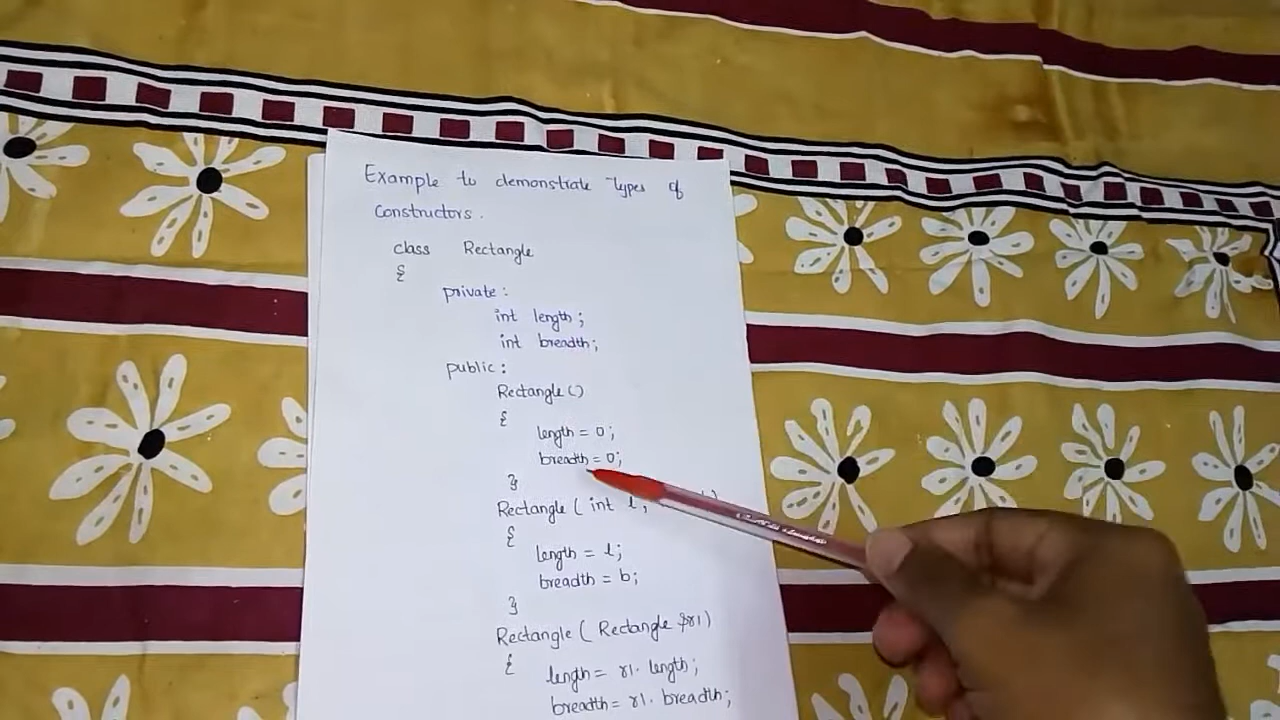 Example to demonstrate Types of
Constructors.
class Rectangle
{
private:
int length;
int breadth;
public:
Rectangle()
{
length = 0;
breadth = 0;
}
Rectangle( int l,
{
length = l;
breadth = b;
}
Rectangle( Rectangle &r1)
{
length = r1. length;
breadth = r1. breadth;